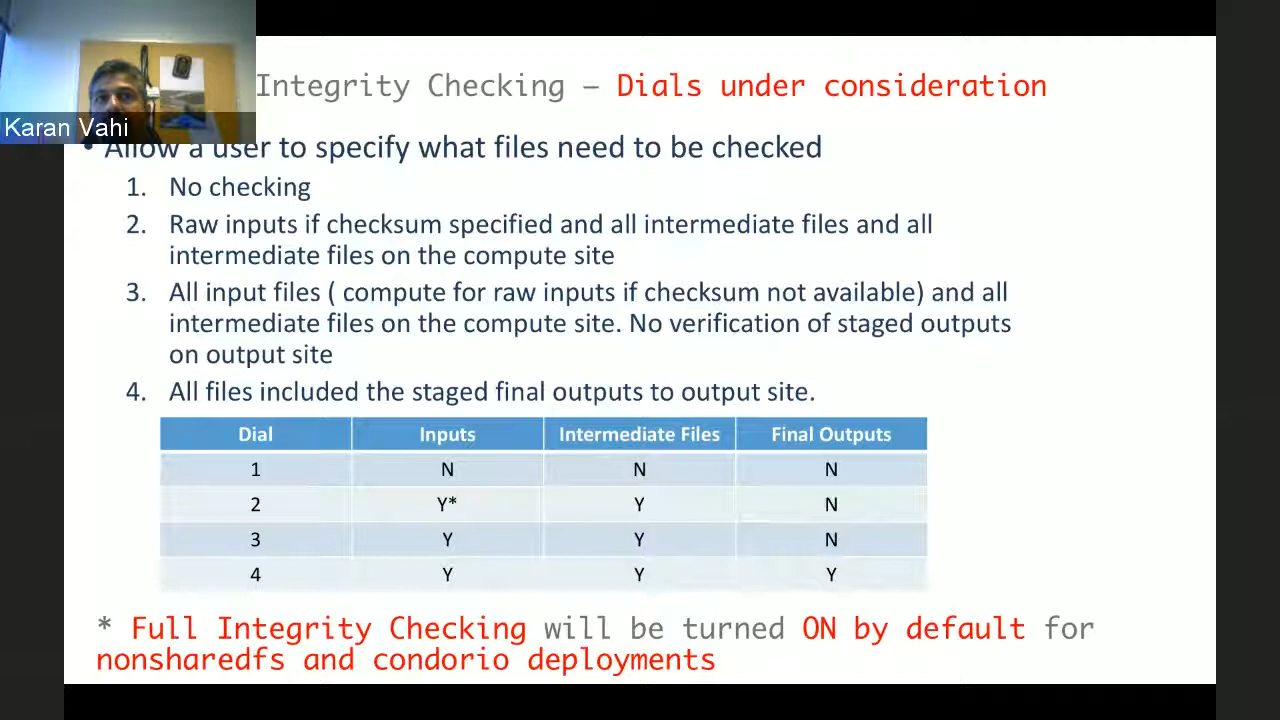 Integrity Checking – Dials under consideration
Karan Vahi
• Allow a user to specify what files need to be checked
1. No checking
2. Raw inputs if checksum specified and all intermediate files and all
intermediate files on the compute site
3. All input files ( compute for raw inputs if checksum not available) and all
intermediate files on the compute site. No verification of staged outputs
on output site
4. All files included the staged final outputs to output site.
Dial Inputs Intermediate Files Final Outputs
1 N N N
2 Y* Y N
3 Y Y N
4 Y Y Y
* Full Integrity Checking will be turned ON by default for
nonsharedfs and condorio deployments